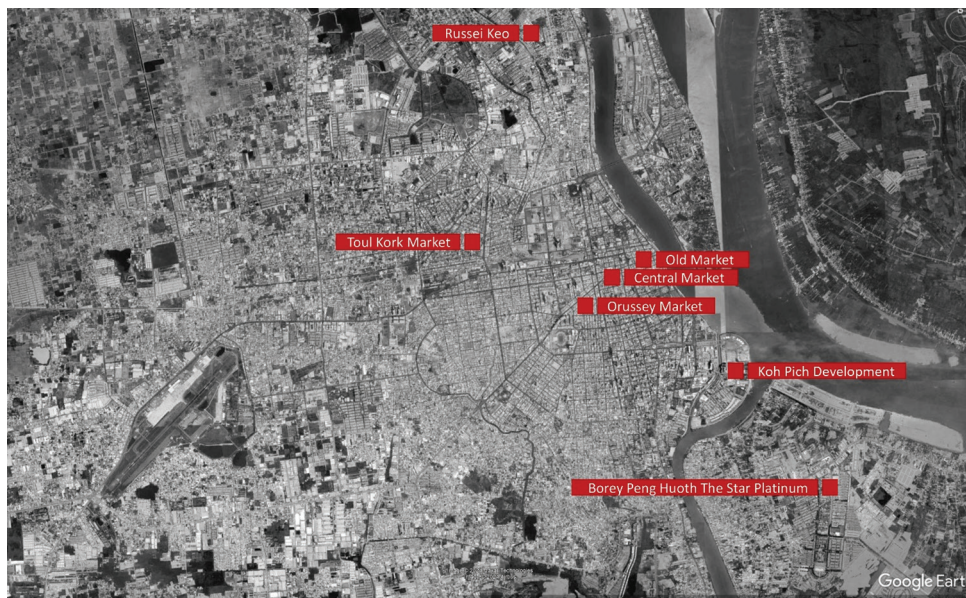 Russei Keo
Toul Kork Market
Old Market
Central Market
Orussey Market
Koh Pich Development
Borey Peng Huoth The Star Platinum
Google Eart